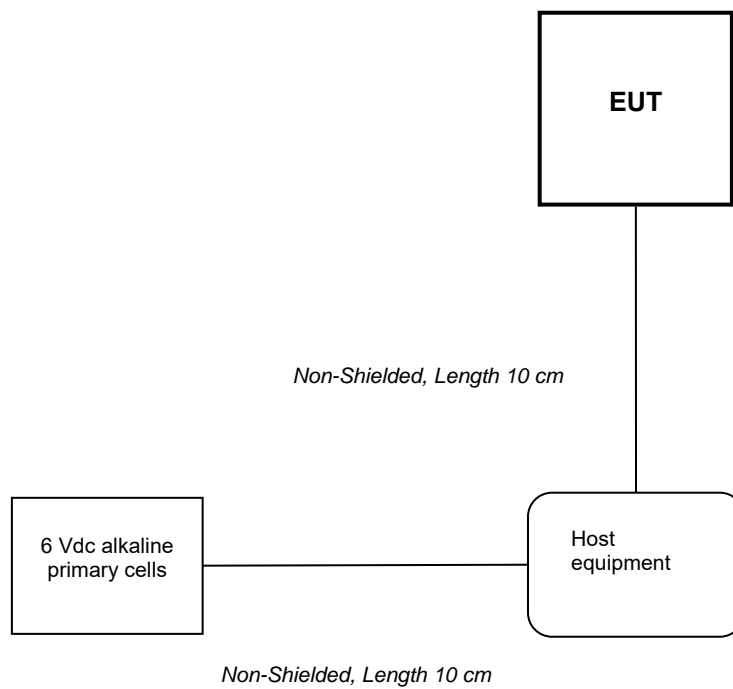 EUT
Non-Shielded, Length 10 cm
6 Vdc alkaline
primary cells
Host
equipment
Non-Shielded, Length 10 cm